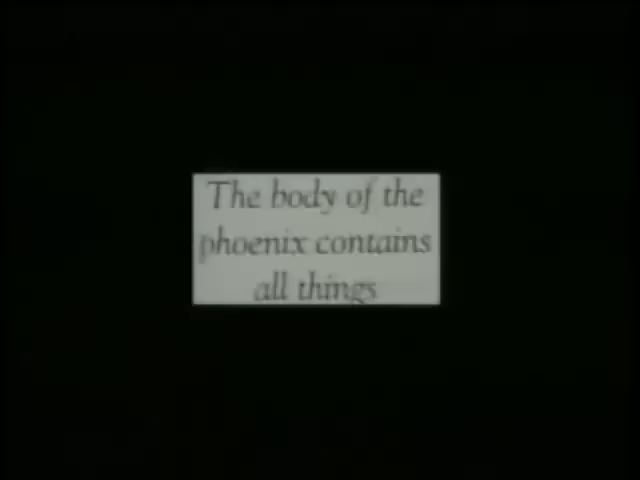 The body of the
phoenix contains
all things